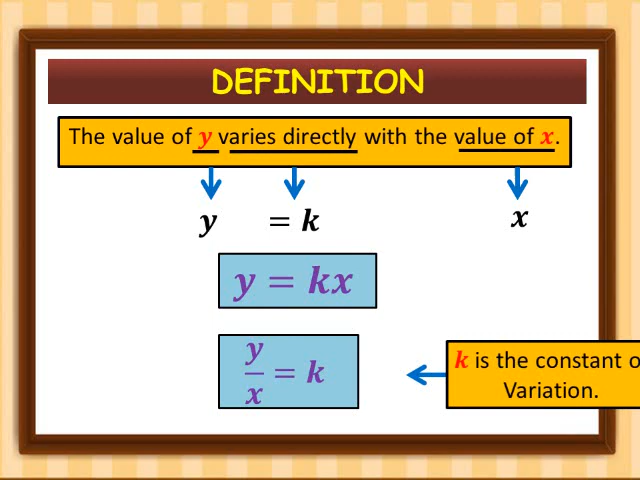 DEFINITION
The value of y varies directly with the value of x.
y = k x
y = kx
y/x = k
k is the constant o
Variation.